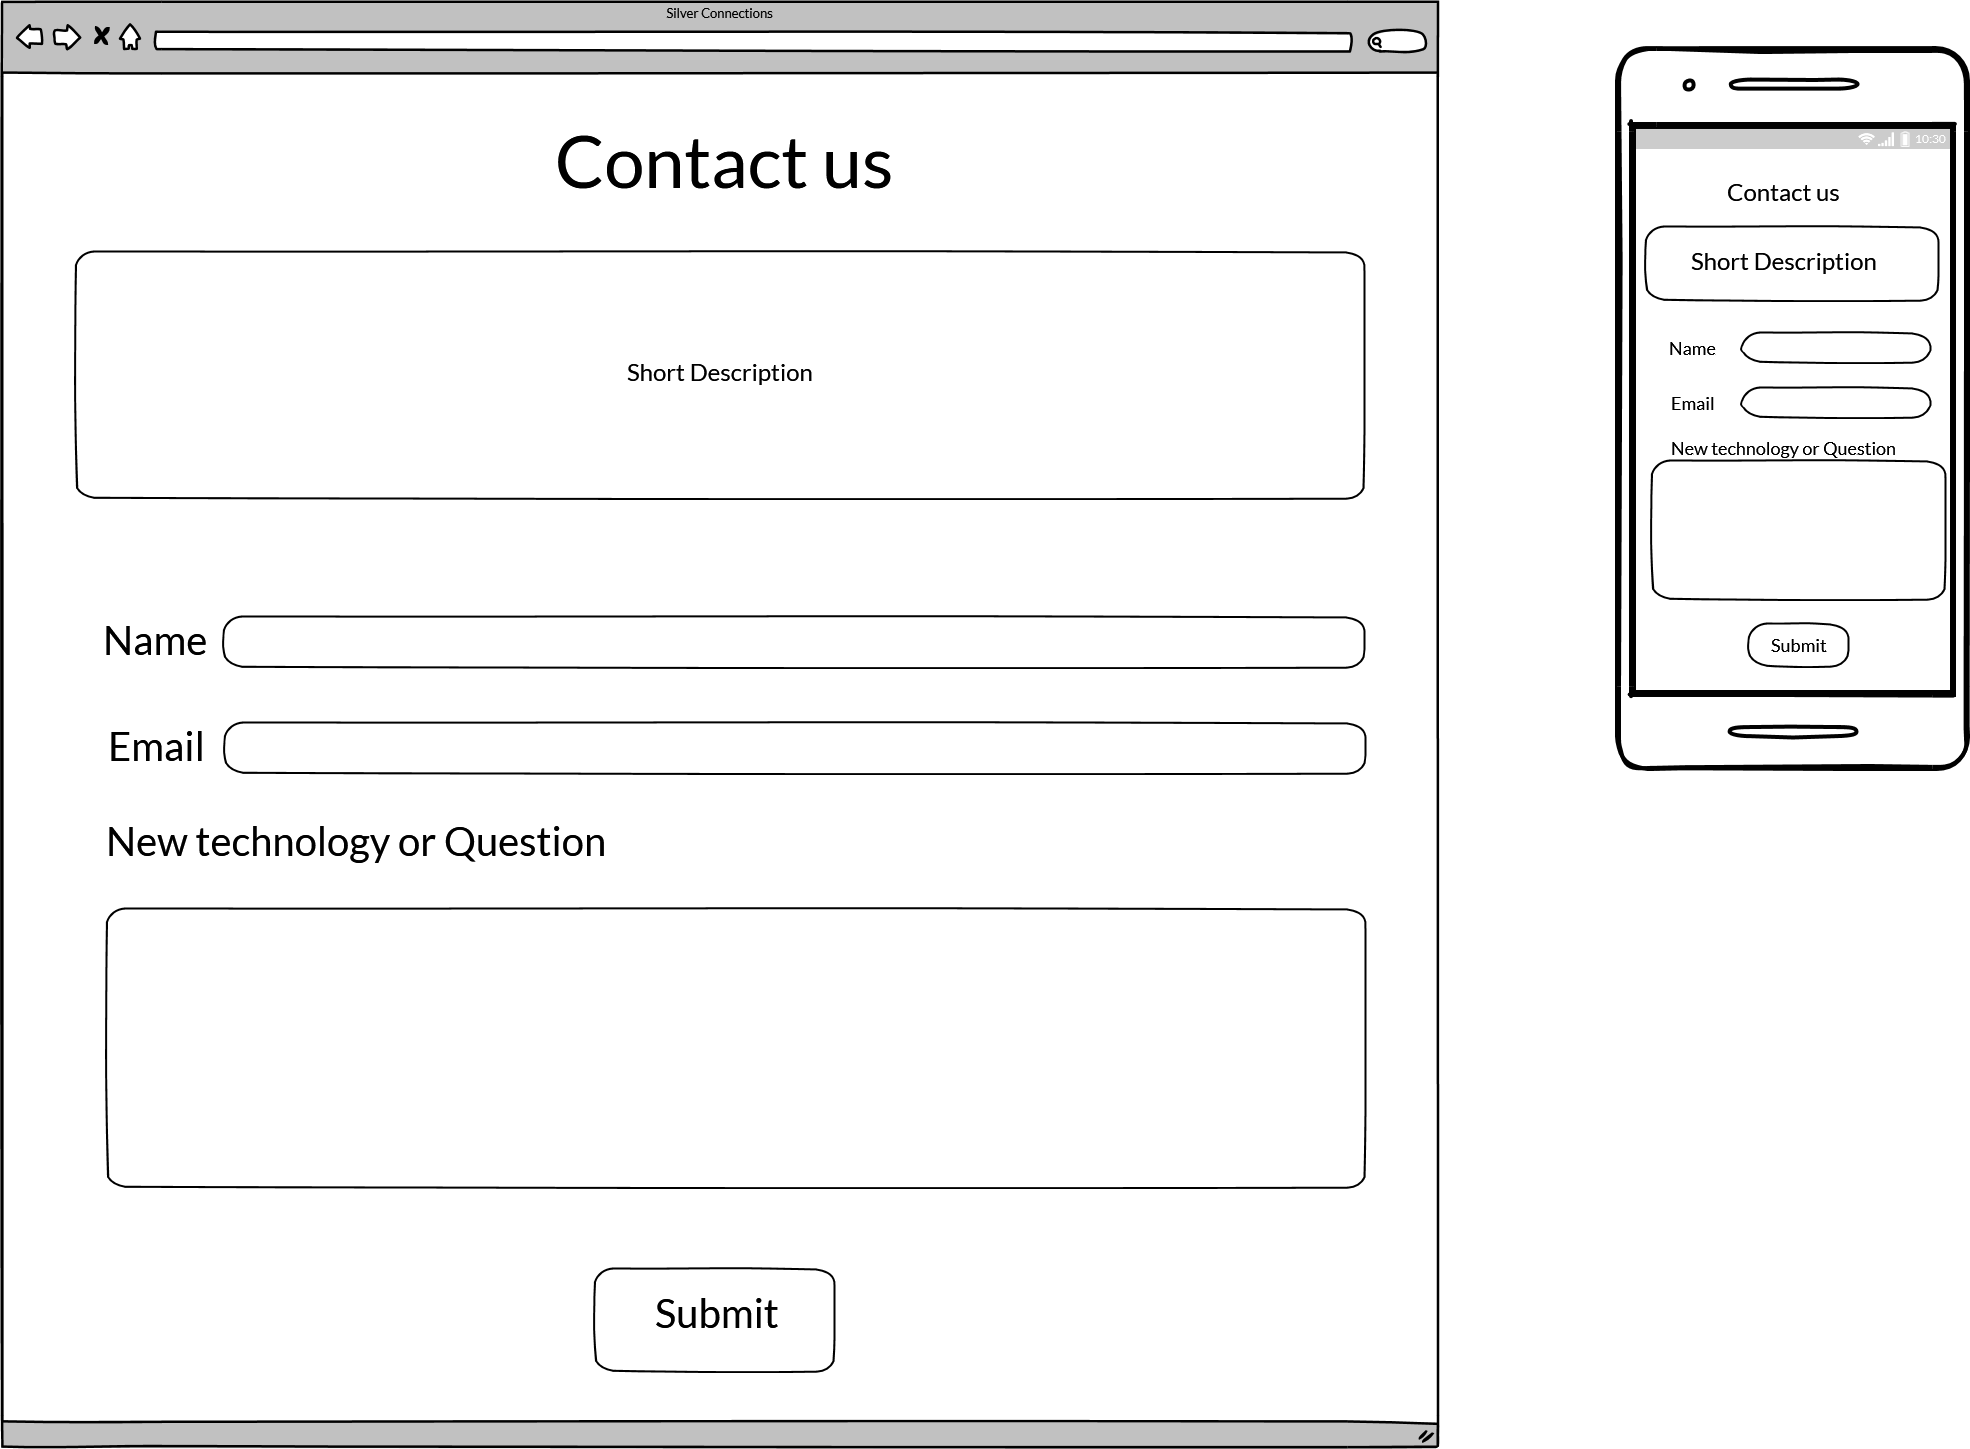 Silver Connections
Contact us
Short Description
Name
Email
New technology or Question
Submit
10:30
Contact us
Short Description
Name
Email
New technology or Question
Submit